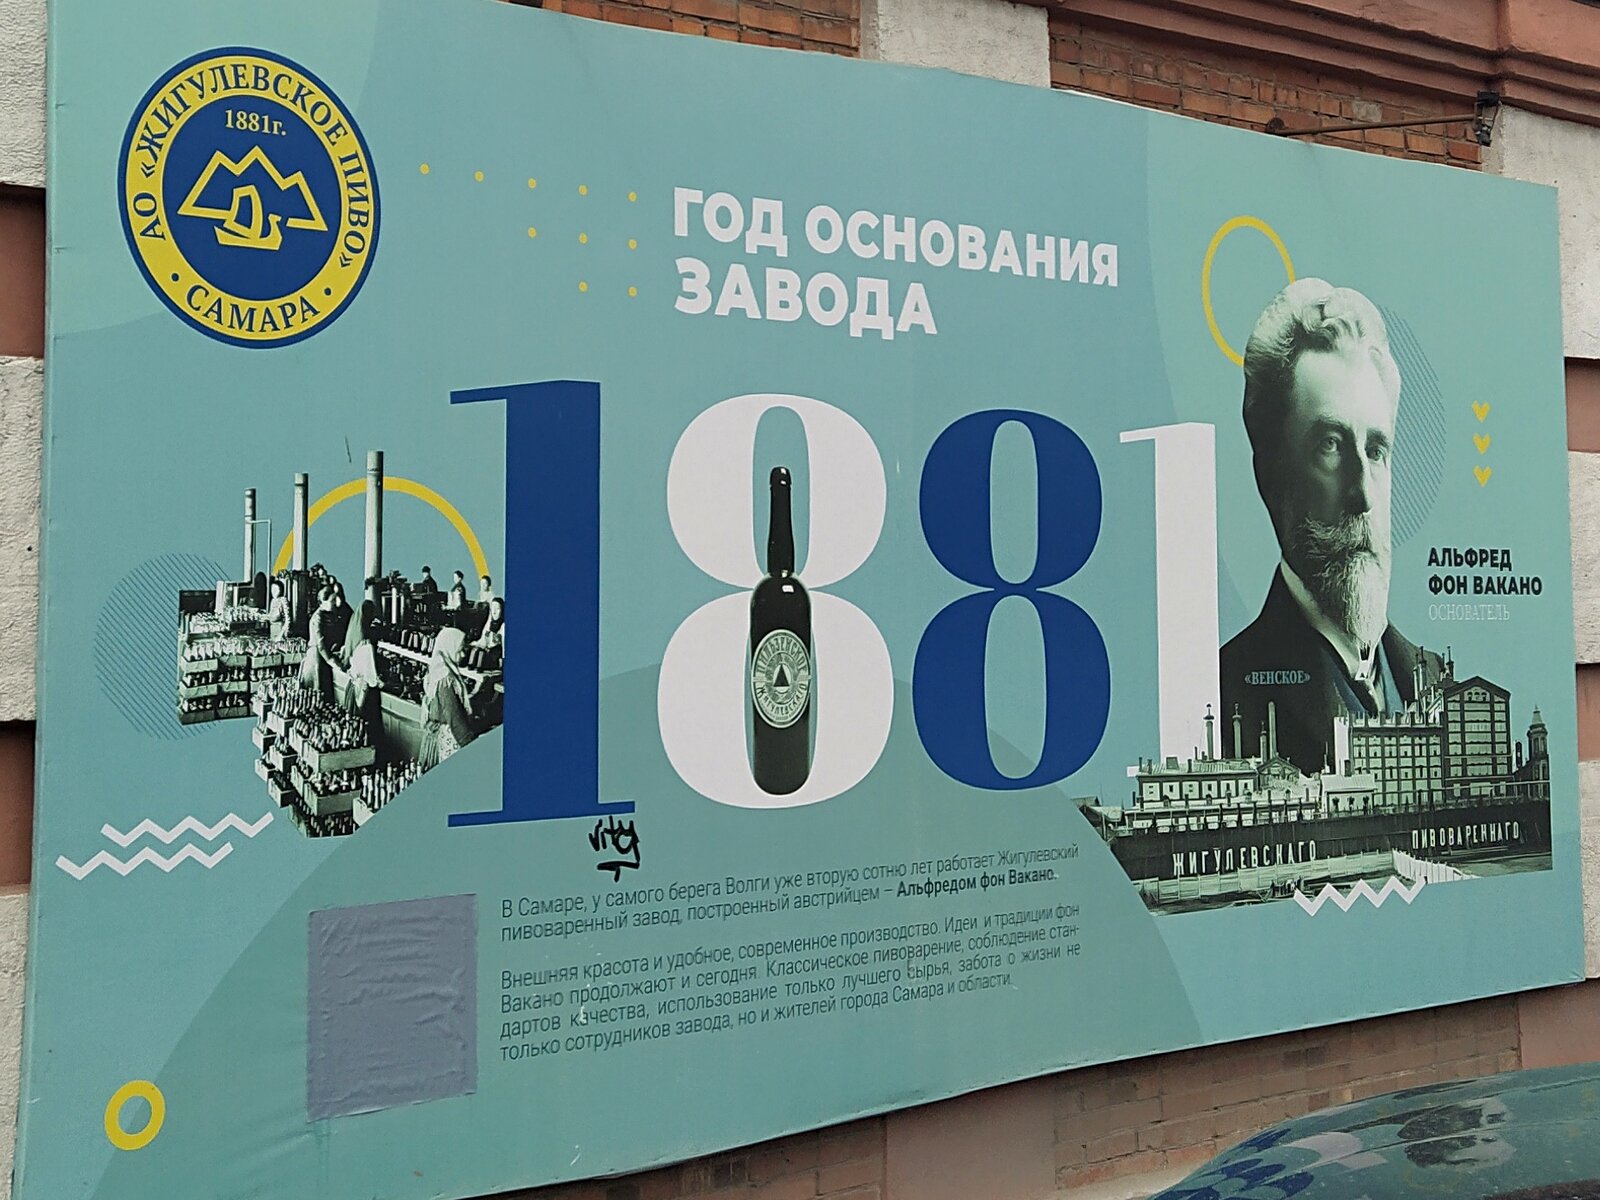 АО «ЖИГУЛЕВСКОЕ ПИВО»
1881г.
• САМАРА •
ГОД ОСНОВАНИЯ
ЗАВОДА
1881
АЛЬФРЕД
ФОН ВАКАНО
ОСНОВАТЕЛЬ
«ВЕНСКОЕ»
ЖИГУЛЕВСКАГО
ПИВОВАРЕННАГО
vity
В Самаре, у самого берега Волги уже вторую сотню лет работает Жигулевский
пивоваренный завод, построенный австрийцем – Альфредом фон Вакано.
Внешняя красота и удобное, современное производство. Идеи и традиции фон
Вакано продолжают и сегодня. Классическое пивоварение, соблюдение стан-
дартов качества, использование только лучшего сырья, забота о жизни не
только сотрудников завода, но и жителей города Самара и области.